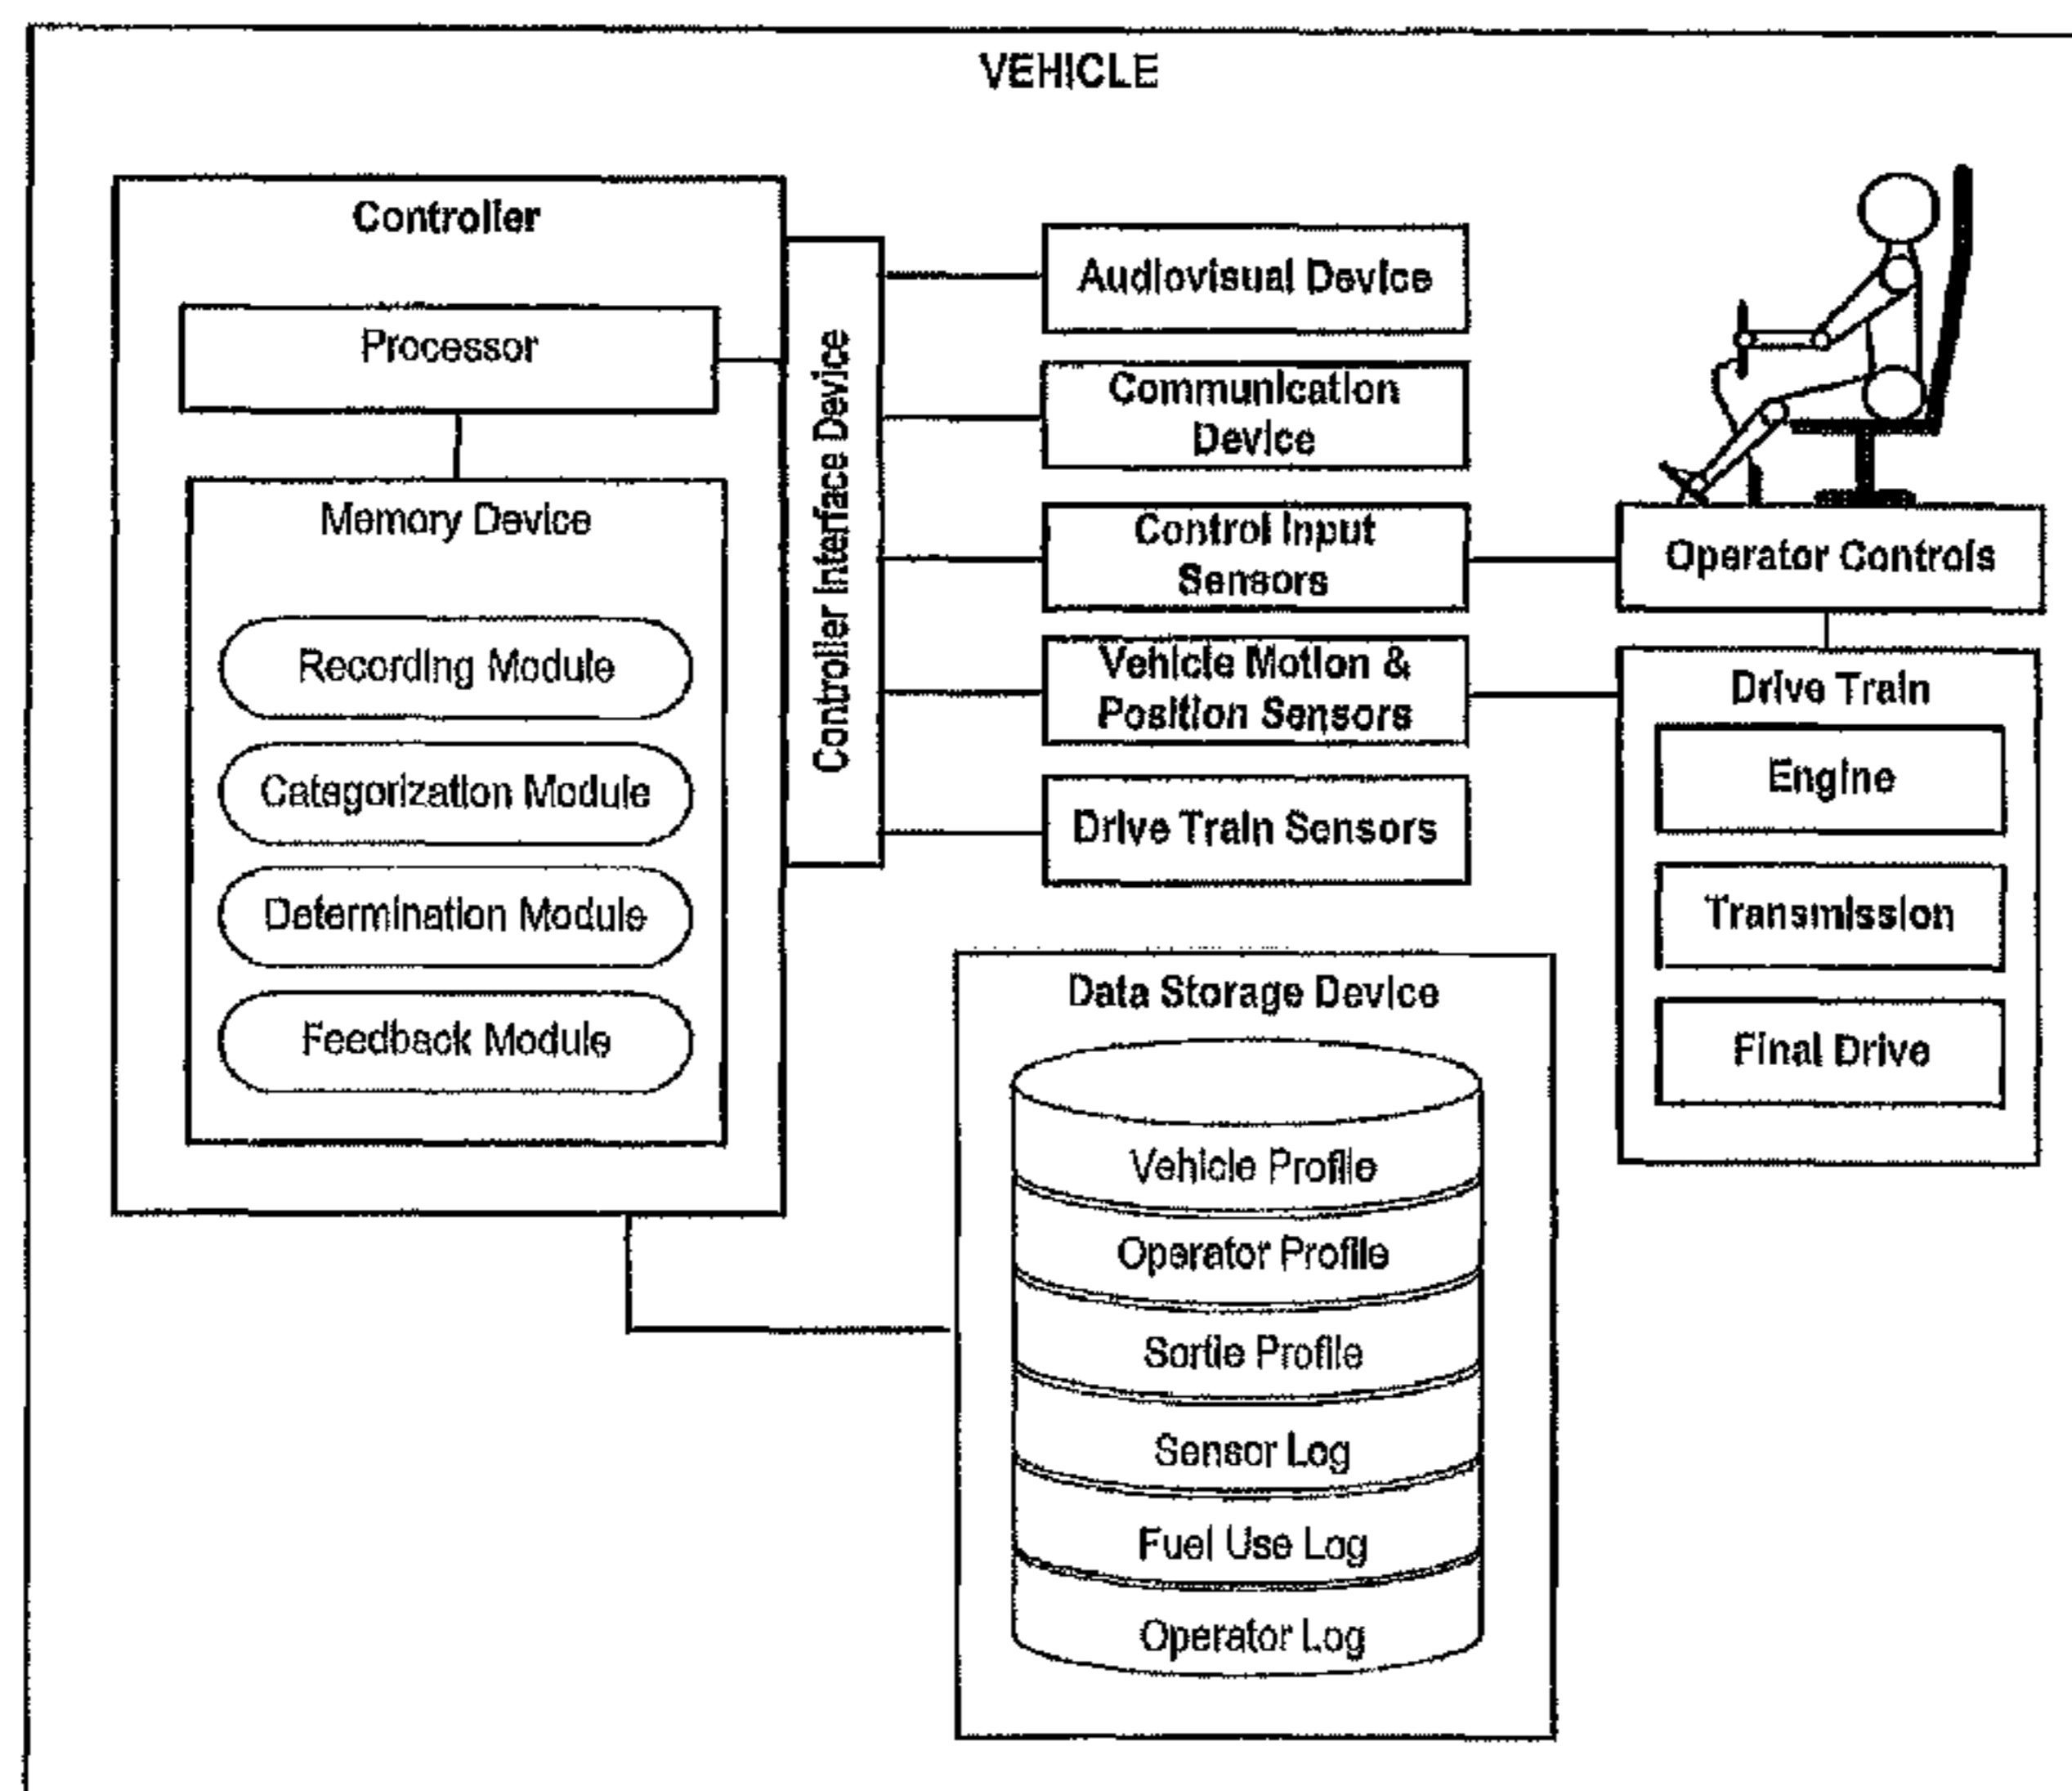 VEHICLE
Controller
Processor
Memory Device
Recording Module
Categorization Module
Determination Module
Feedback Module
Controller Interface Device
Audiovisual Device
Communication
Device
Control Input
Sensors
Vehicle Motion &
Position Sensors
Drive Train Sensors
Operator Controls
Drive Train
Engine
Transmission
Final Drive
Data Storage Device
Vehicle Profile
Operator Profile
Sortie Profile
Sensor Log
Fuel Use Log
Operator Log